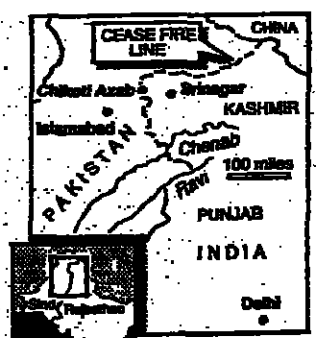 CHINA
CEASE FIRE
LINE
Chikoti Azab
Srinagar
KASHMIR
Islamabad
Chenab
PAKISTAN
100 miles
Ravi
PUNJAB
INDIA
Sind
Rajasthan
Delhi